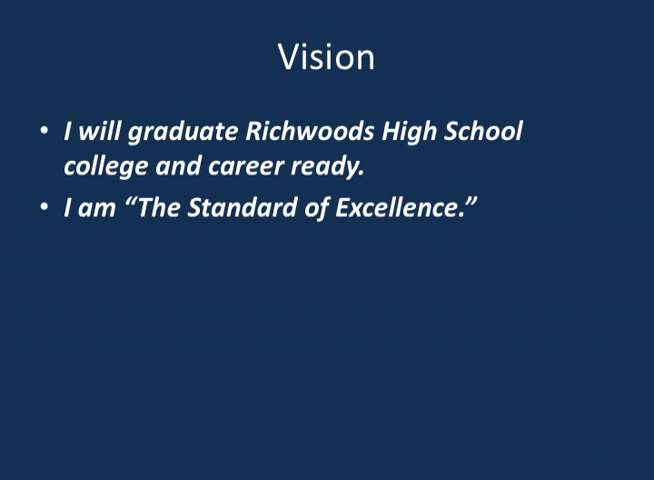 Vision
• I will graduate Richwoods High School
college and career ready.
• I am “The Standard of Excellence.”